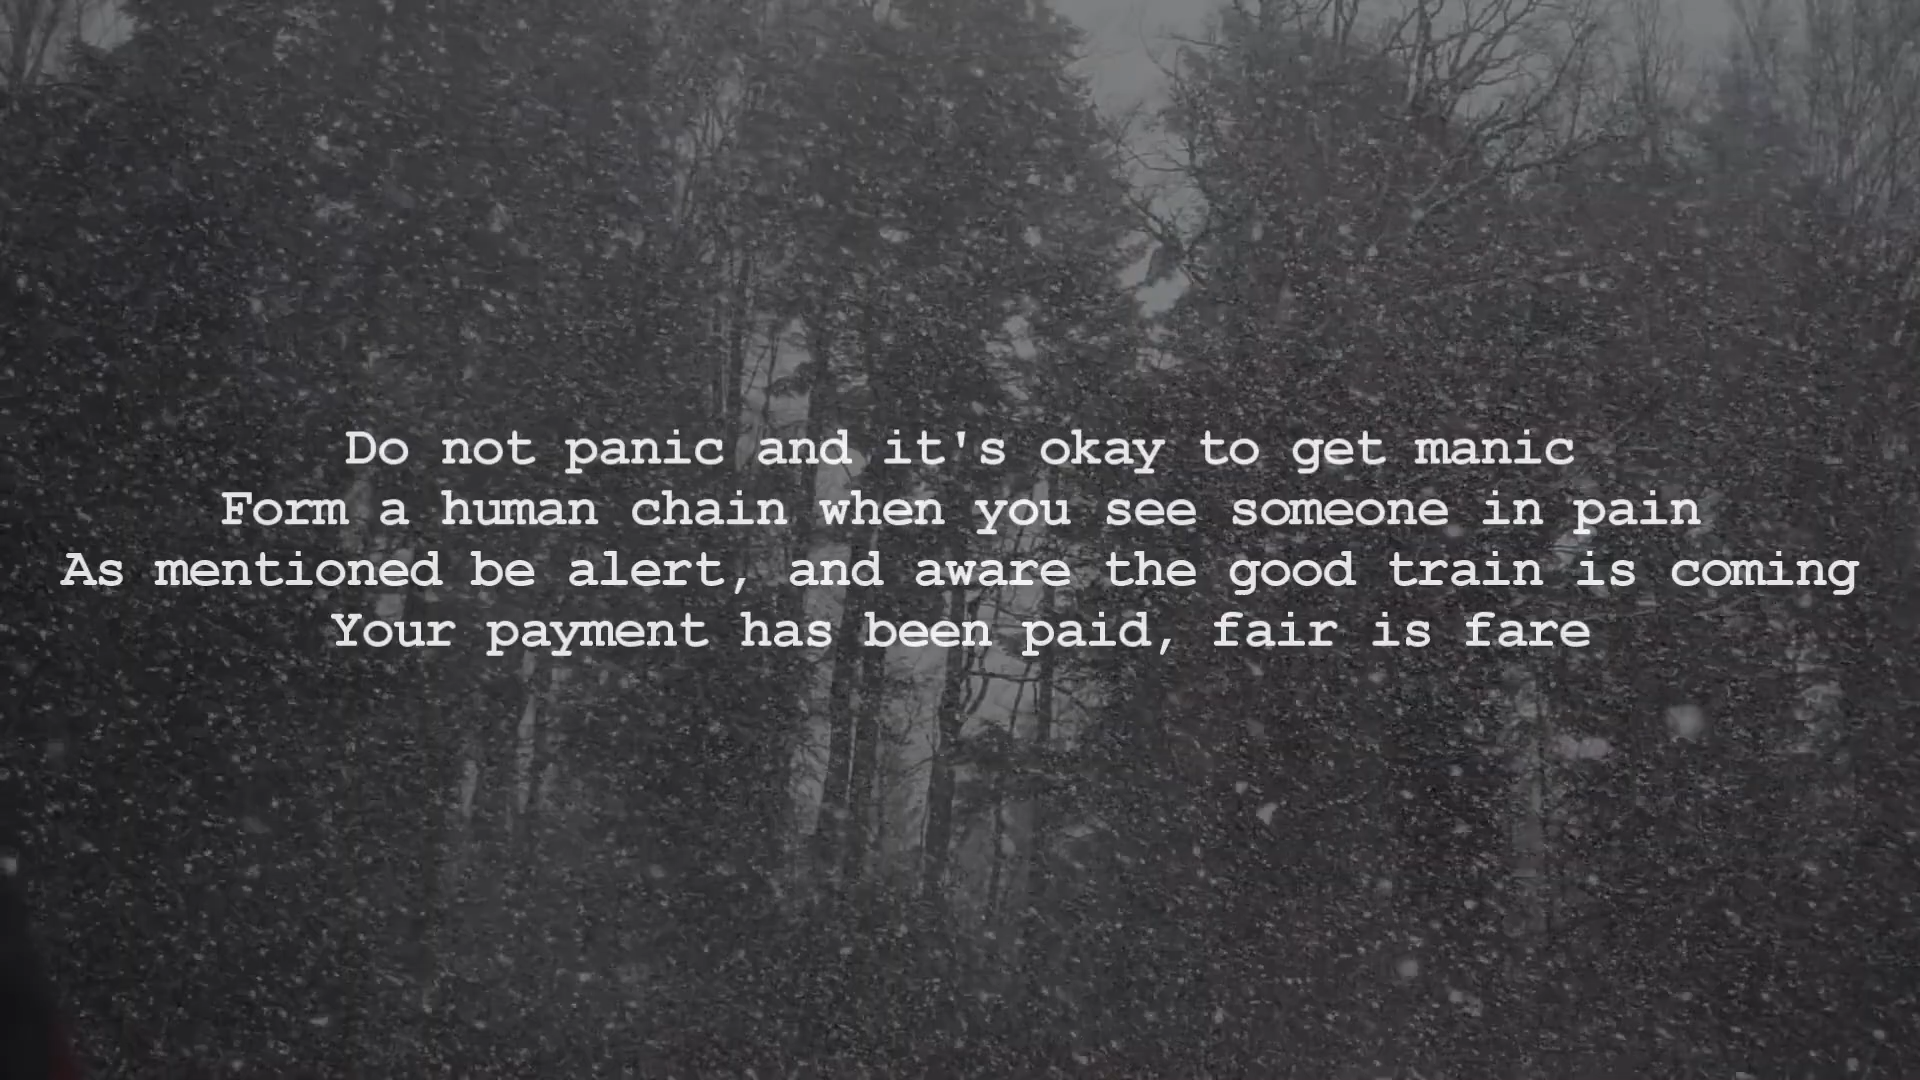 Do not panic and it's okay to get manic
Form a human chain when you see someone in pain
As mentioned be alert, and aware the good train is coming
Your payment has been paid, fair is fare